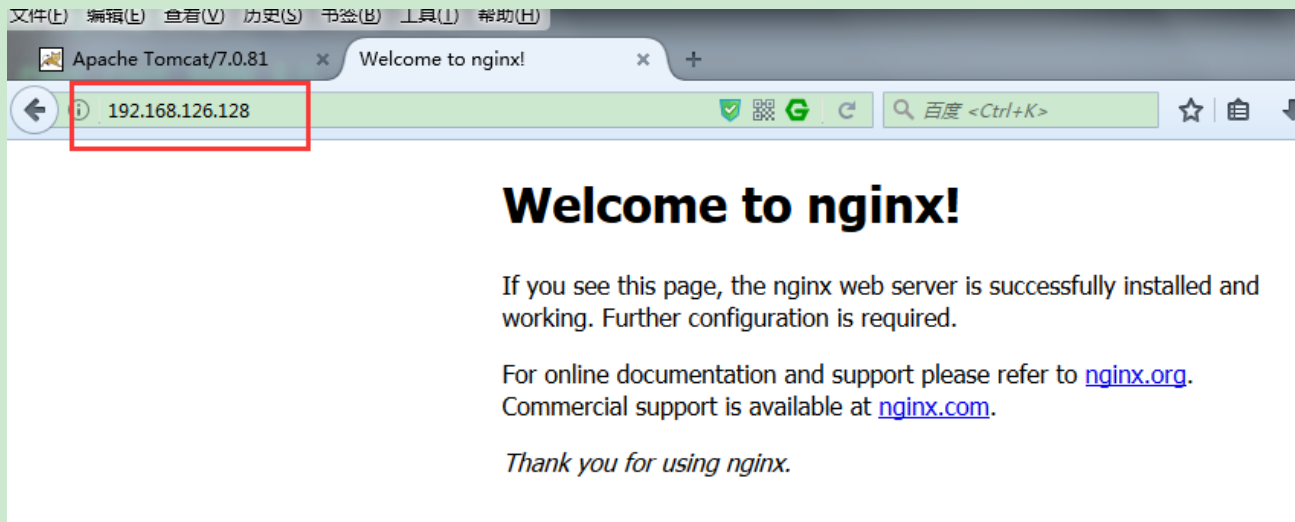 文件(F) 编辑(E) 查看(V) 历史(S) 书签(B) 工具(T) 帮助(H)
Apache Tomcat/7.0.81 Welcome to nginx!
192.168.126.128 百度 <Ctrl+K>
Welcome to nginx!
If you see this page, the nginx web server is successfully installed and
working. Further configuration is required.
For online documentation and support please refer to nginx.org.
Commercial support is available at nginx.com.
Thank you for using nginx.